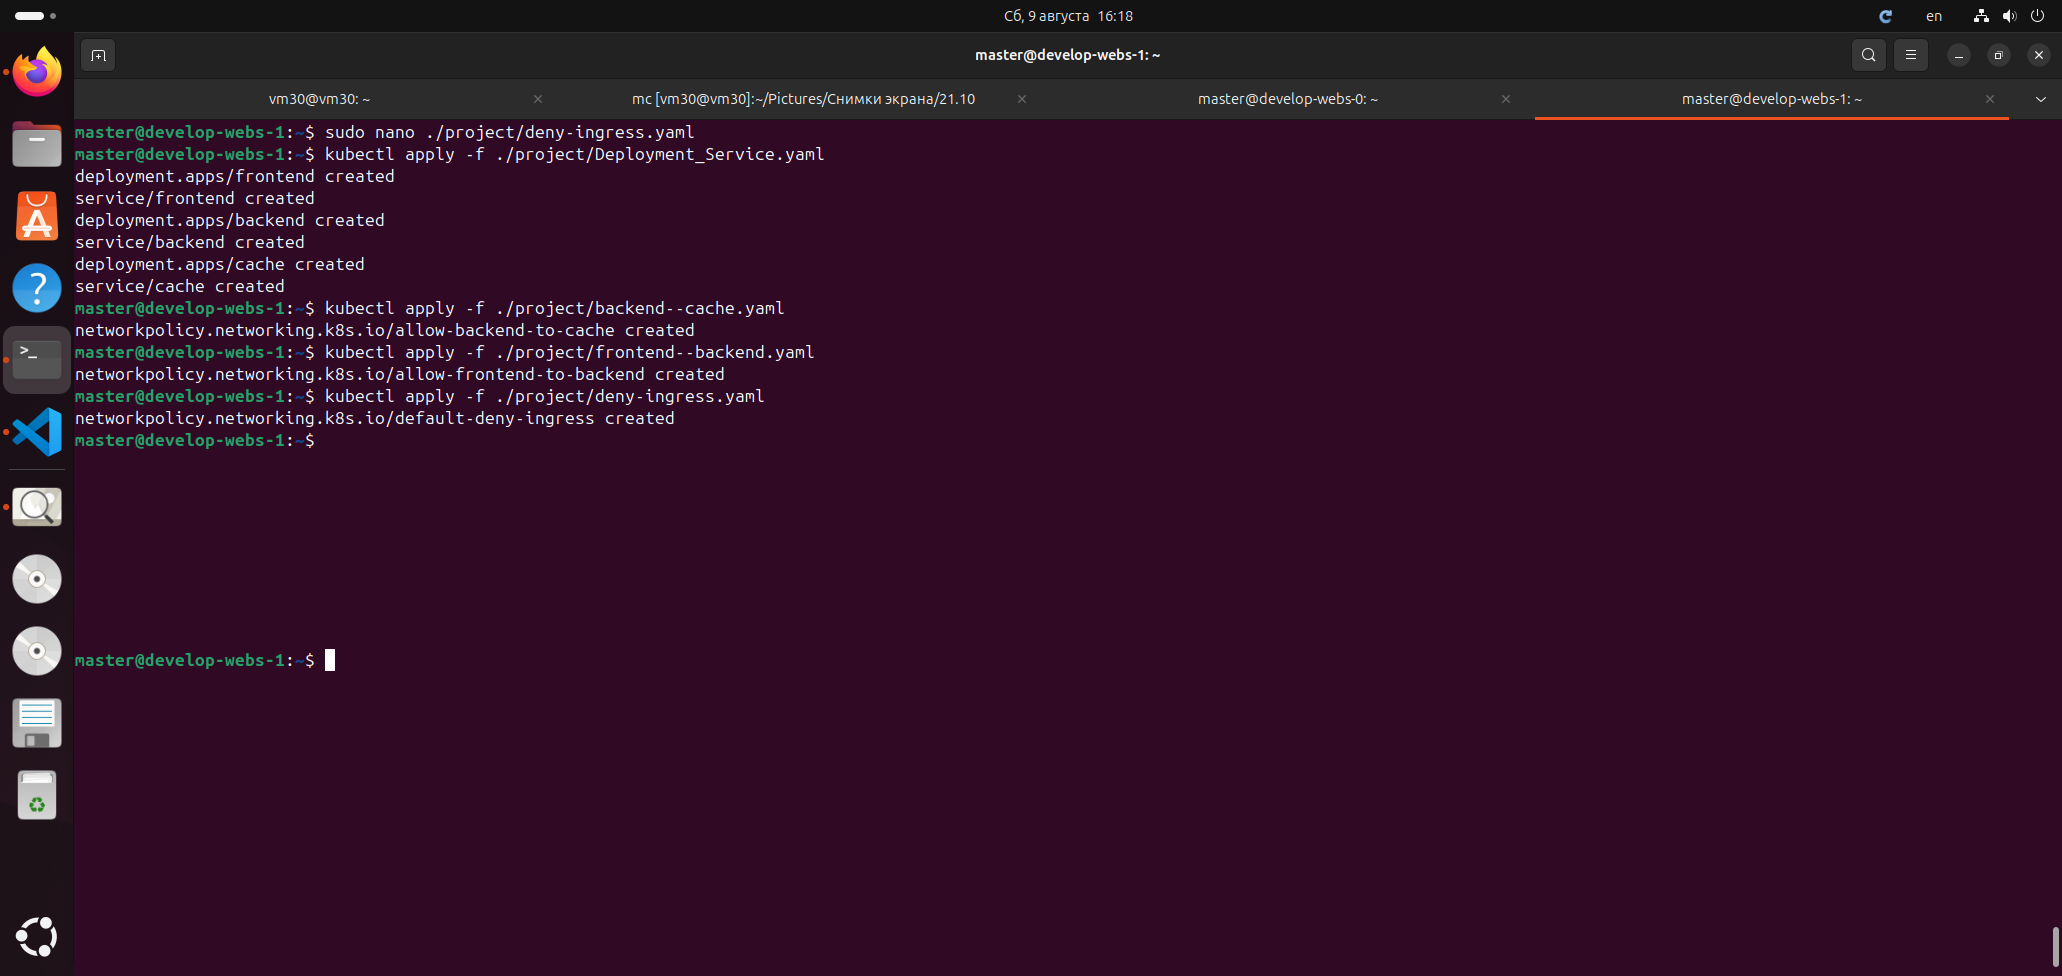 Сб, 9 августа 16:18
en
master@develop-webs-1: ~
vm30@vm30: ~
mc [vm30@vm30]:~/Pictures/Снимки экрана/21.10
master@develop-webs-0: ~
master@develop-webs-1: ~
master@develop-webs-1:~$ sudo nano ./project/deny-ingress.yaml
master@develop-webs-1:~$ kubectl apply -f ./project/Deployment_Service.yaml
deployment.apps/frontend created
service/frontend created
deployment.apps/backend created
service/backend created
deployment.apps/cache created
service/cache created
master@develop-webs-1:~$ kubectl apply -f ./project/backend--cache.yaml
networkpolicy.networking.k8s.io/allow-backend-to-cache created
master@develop-webs-1:~$ kubectl apply -f ./project/frontend--backend.yaml
networkpolicy.networking.k8s.io/allow-frontend-to-backend created
master@develop-webs-1:~$ kubectl apply -f ./project/deny-ingress.yaml
networkpolicy.networking.k8s.io/default-deny-ingress created
master@develop-webs-1:~$
master@develop-webs-1:~$